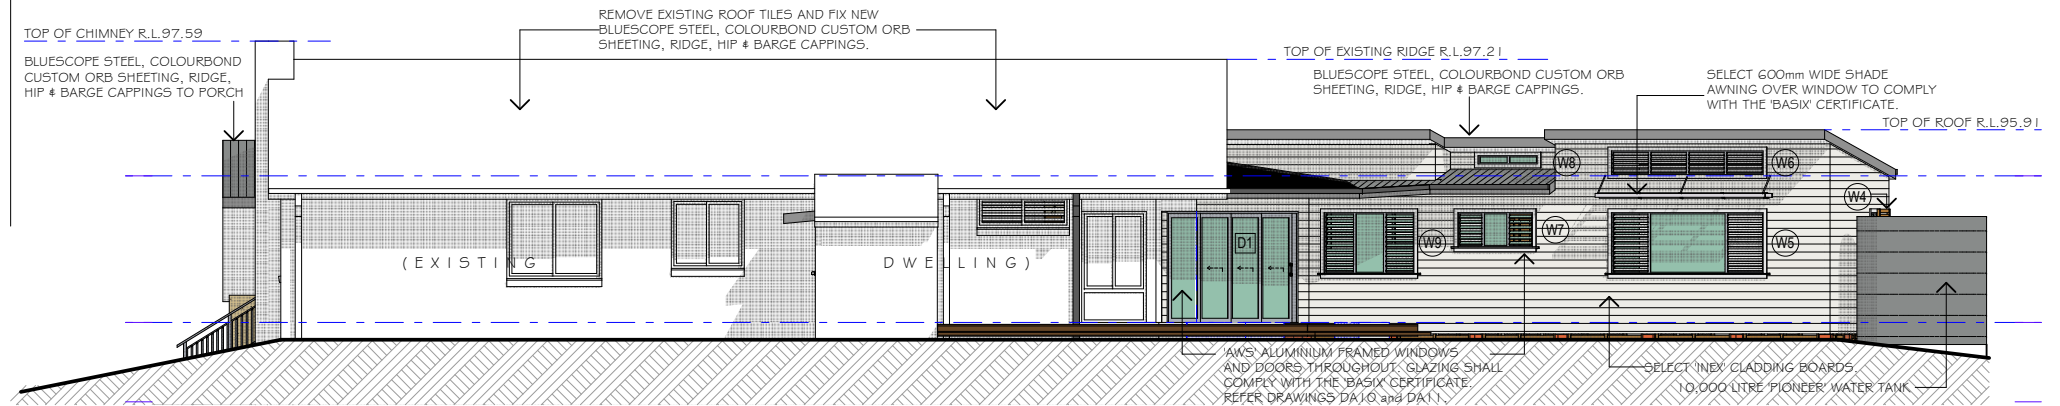 TOP OF CHIMNEY R.L.97.59
BLUESCOPE STEEL, COLOURBOND
CUSTOM ORB SHEETING, RIDGE,
HIP & BARGE CAPPINGS TO PORCH
REMOVE EXISTING ROOF TILES AND FIX NEW
BLUESCOPE STEEL, COLOURBOND CUSTOM ORB
SHEETING, RIDGE, HIP & BARGE CAPPINGS.
TOP OF EXISTING RIDGE R.L.97.21
BLUESCOPE STEEL, COLOURBOND CUSTOM ORB
SHEETING, RIDGE, HIP & BARGE CAPPINGS.
SELECT 600mm WIDE SHADE
AWNING OVER WINDOW TO COMPLY
WITH THE 'BASIX' CERTIFICATE.
TOP OF ROOF R.L.95.91
W8
W6
W4
W9
W7
W5
D1
(EXISTING DWELLING)
'AWS' ALUMINIUM FRAMED WINDOWS
AND DOORS THROUGHOUT. GLAZING SHALL
COMPLY WITH THE 'BASIX' CERTIFICATE.
REFER DRAWINGS DA10 and DA11.
SELECT 'INEX' CLADDING BOARDS.
10,000 LITRE 'PIONEER' WATER TANK